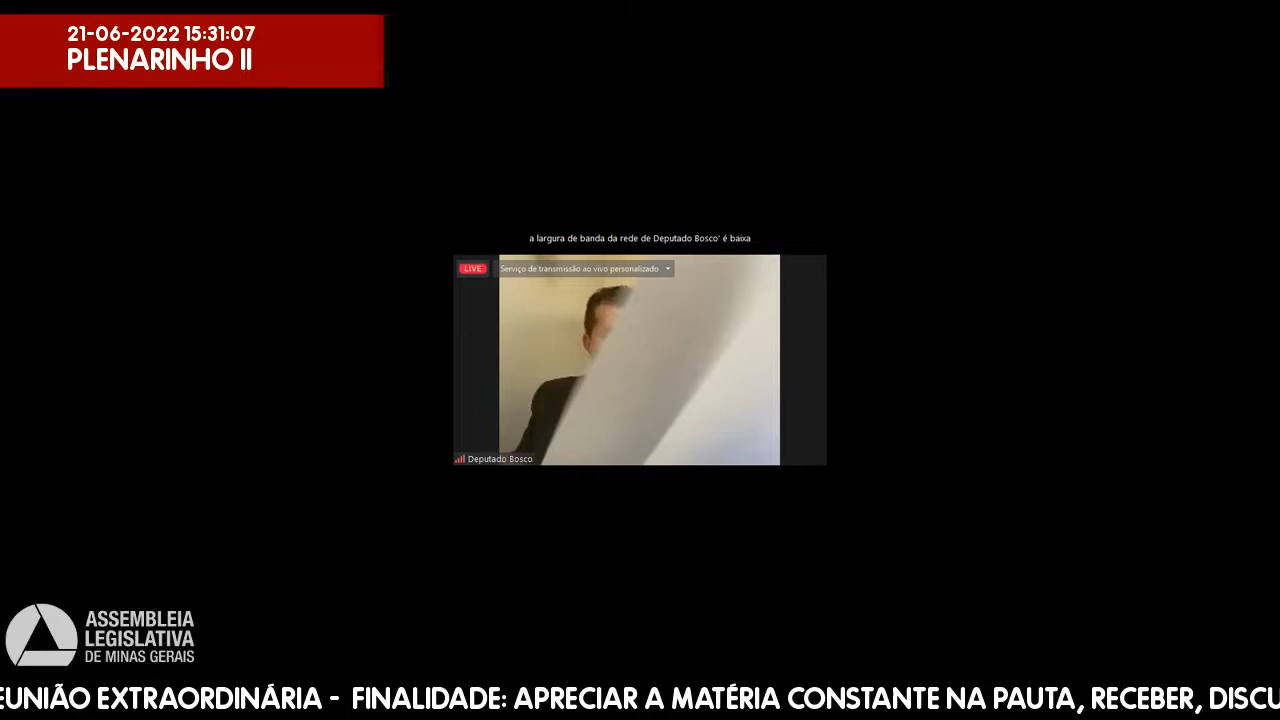 21-06-2022 15:31:07
PLENARINHO II
a largura de banda da rede de Deputado Bosco' é baixa
LIVE
Serviço de transmissão ao vivo personalizado
Deputado Bosco
ASSEMBLEIA
LEGISLATIVA
DE MINAS GERAIS
EUNIÃO EXTRAORDINÁRIA - FINALIDADE: APRECIAR A MATÉRIA CONSTANTE NA PAUTA, RECEBER, DISCU